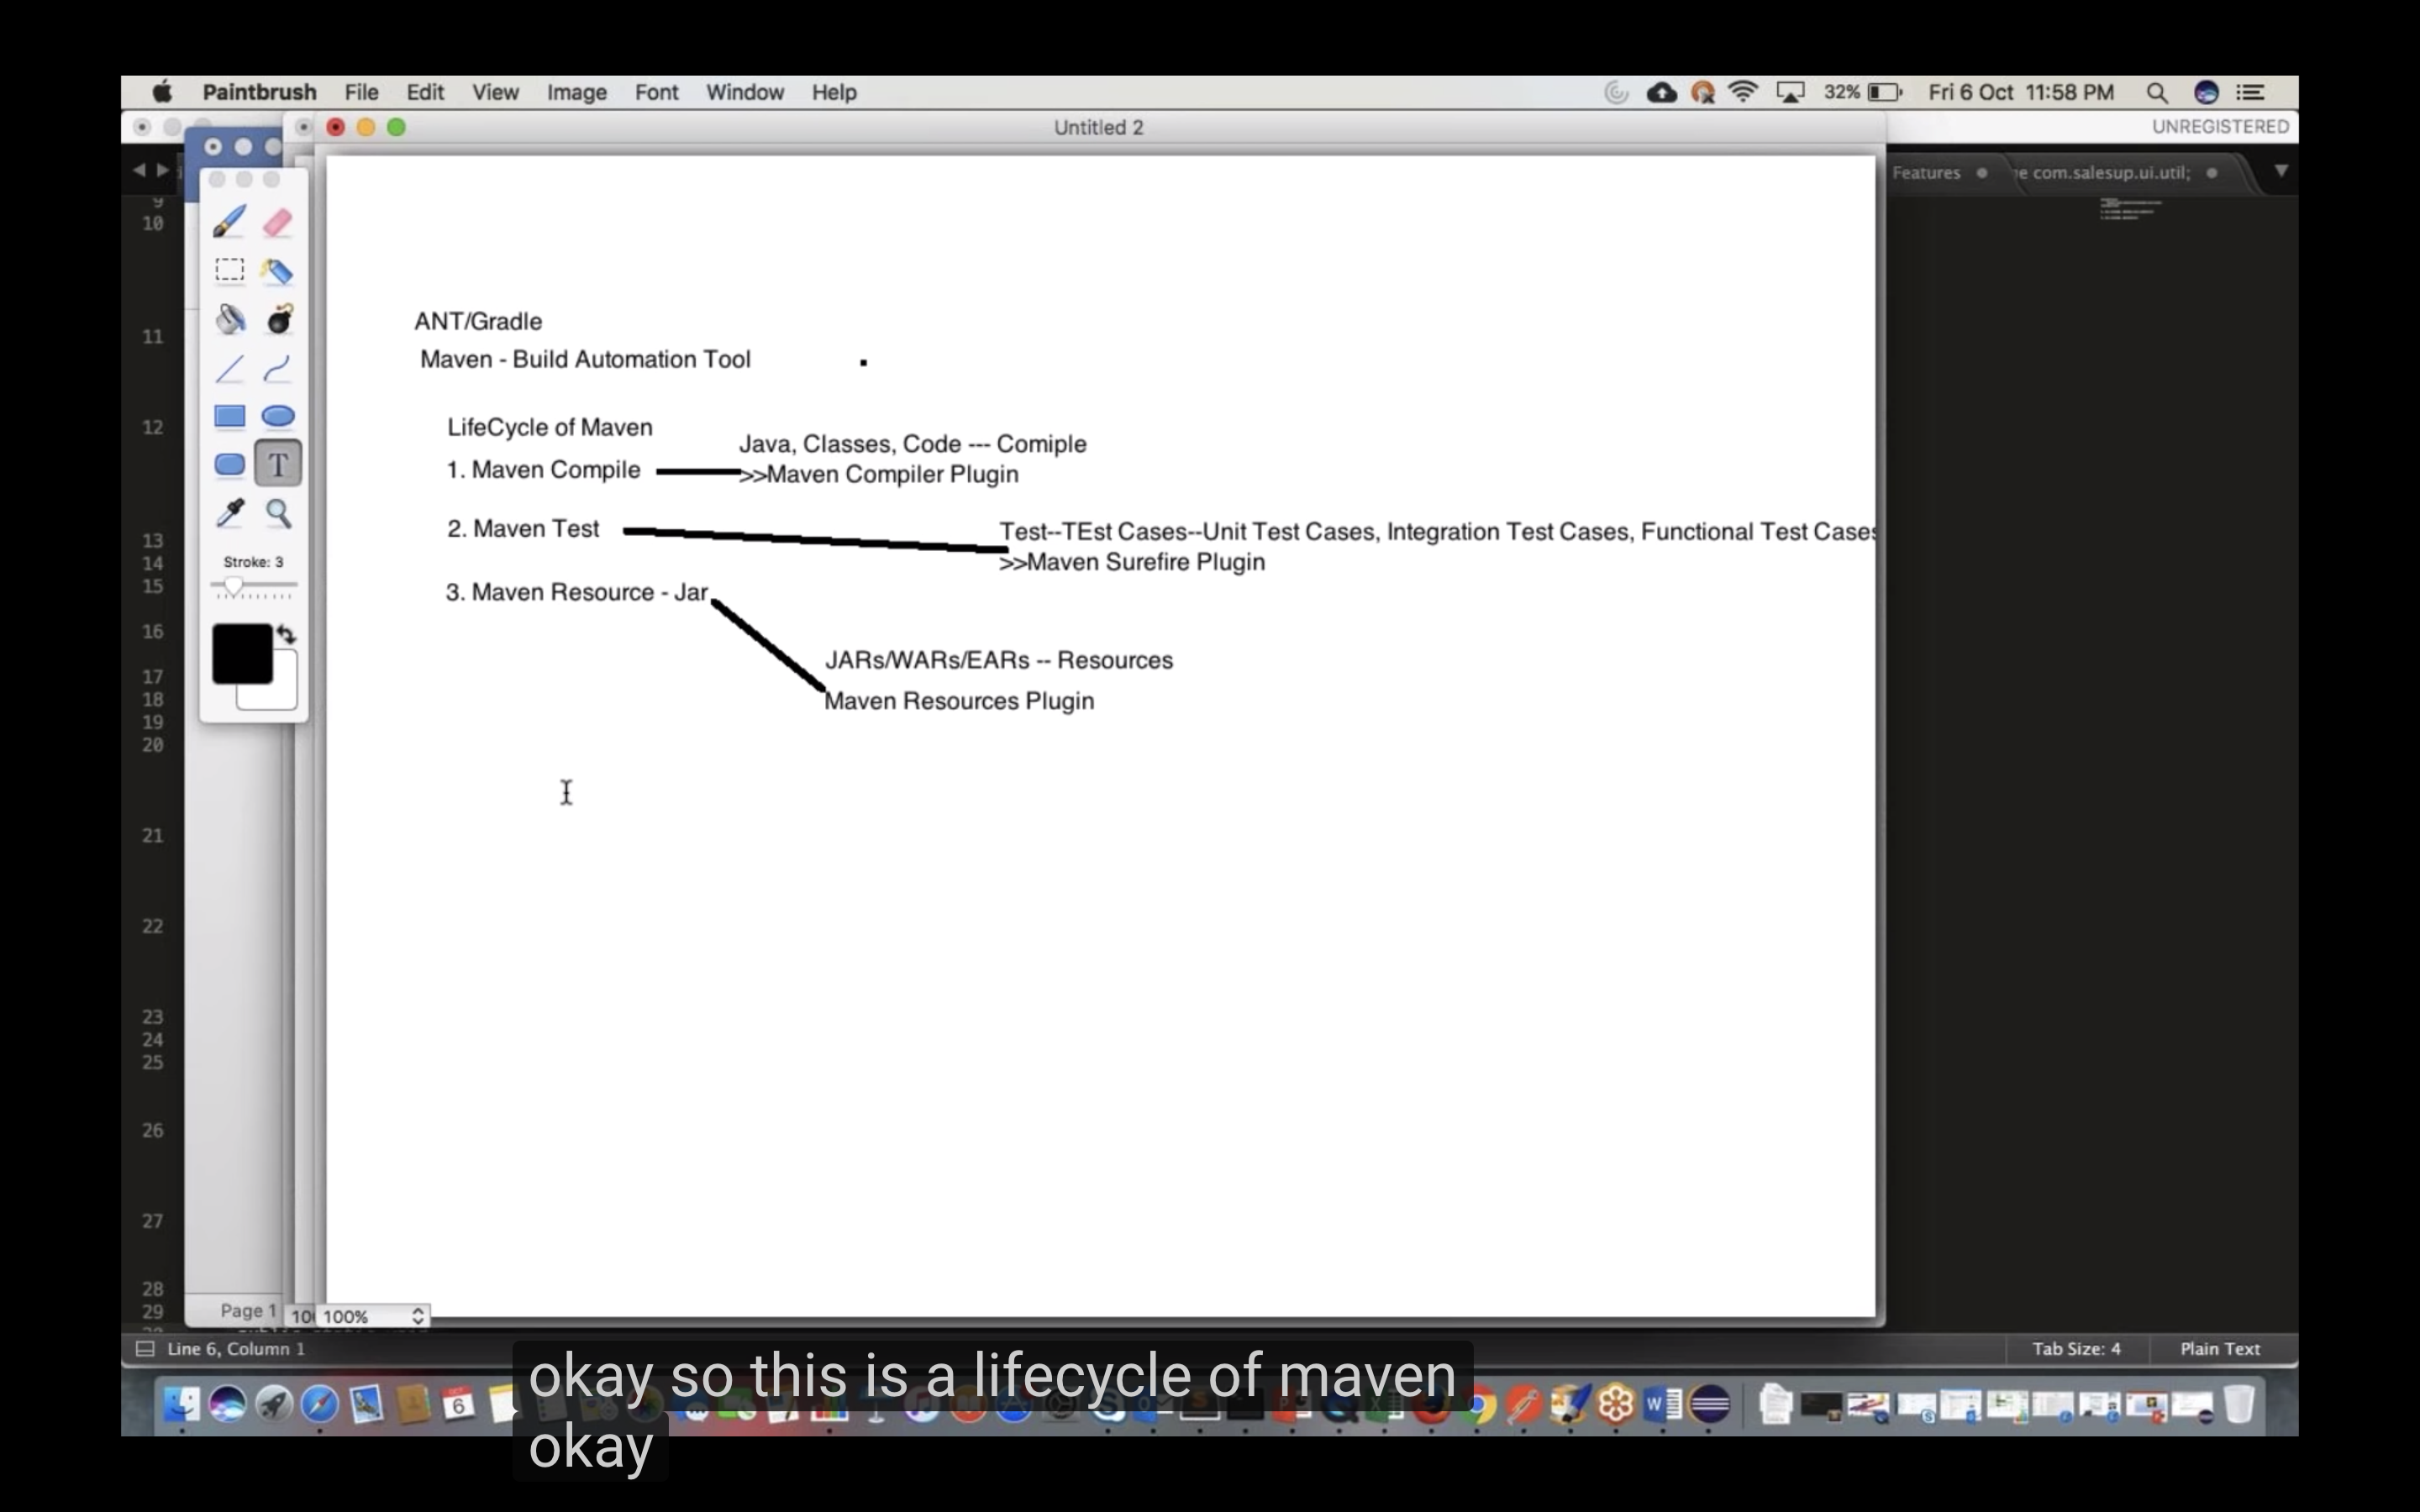 Paintbrush File Edit View Image Font Window Help 32% Fri 6 Oct 11:58 PM
Untitled 2
UNREGISTERED
Features
e com.salesup.ui.util;
9
10
11
12
13
14
15
16
17
18
19
20
21
22
23
24
25
26
27
28
29
Stroke: 3
T
ANT/Gradle
Maven - Build Automation Tool
LifeCycle of Maven
Java, Classes, Code --- Comiple
1. Maven Compile
>>Maven Compiler Plugin
2. Maven Test
Test--TEst Cases--Unit Test Cases, Integration Test Cases, Functional Test Cases
>>Maven Surefire Plugin
3. Maven Resource - Jar
JARs/WARs/EARs -- Resources
Maven Resources Plugin
Page 1
10
100%
Line 6, Column 1
Tab Size: 4
Plain Text
6
okay so this is a lifecycle of maven
okay